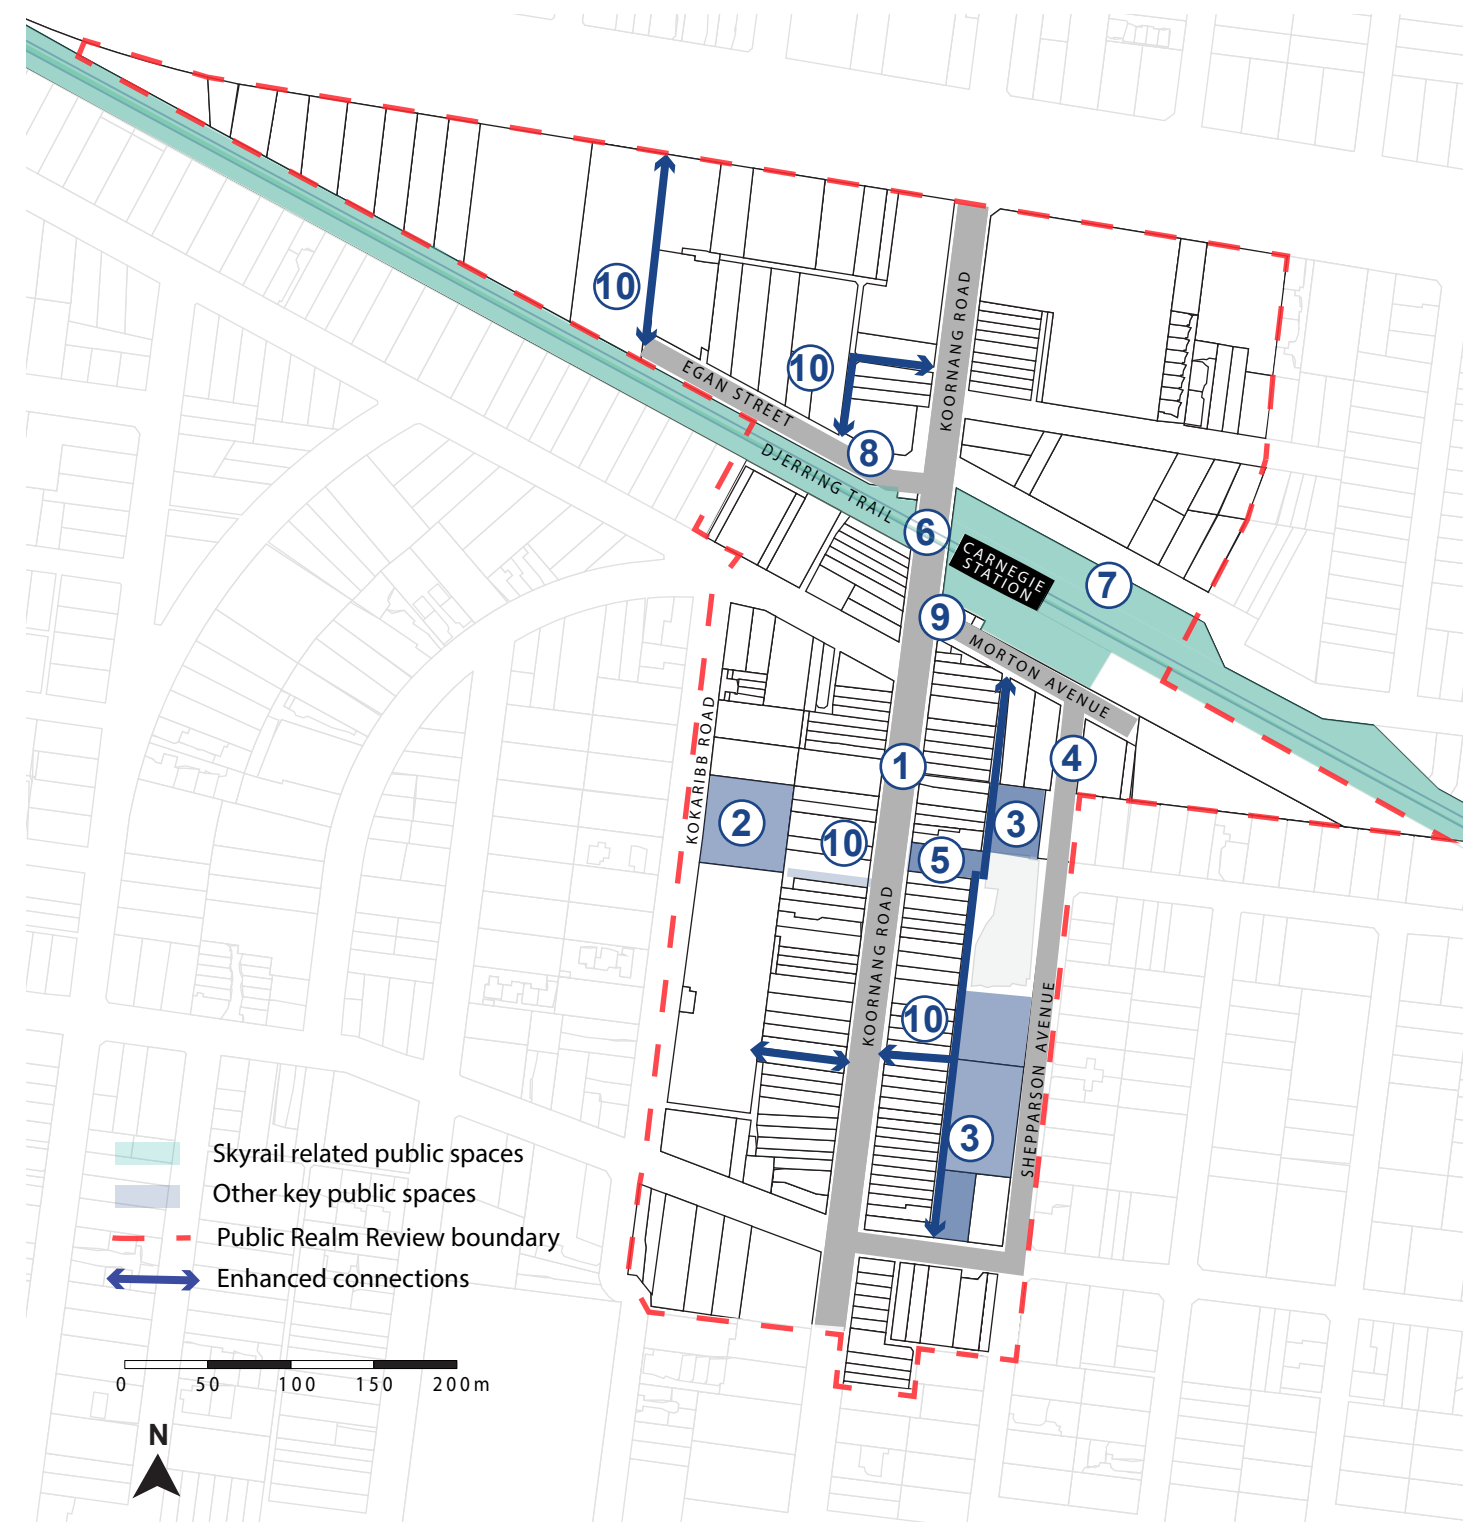 10
KOORNANG ROAD
10
EGAN STREET
8
DJERRING TRAIL
6
CARNEGIE
STATION
7
9
MORTON AVENUE
KOKARIBB ROAD
1
4
2
3
10
5
KOORNANG ROAD
10
SHEPPARSON AVENUE
3
Skyrail related public spaces
Other key public spaces
Public Realm Review boundary
Enhanced connections
0 50 100 150 200m
N